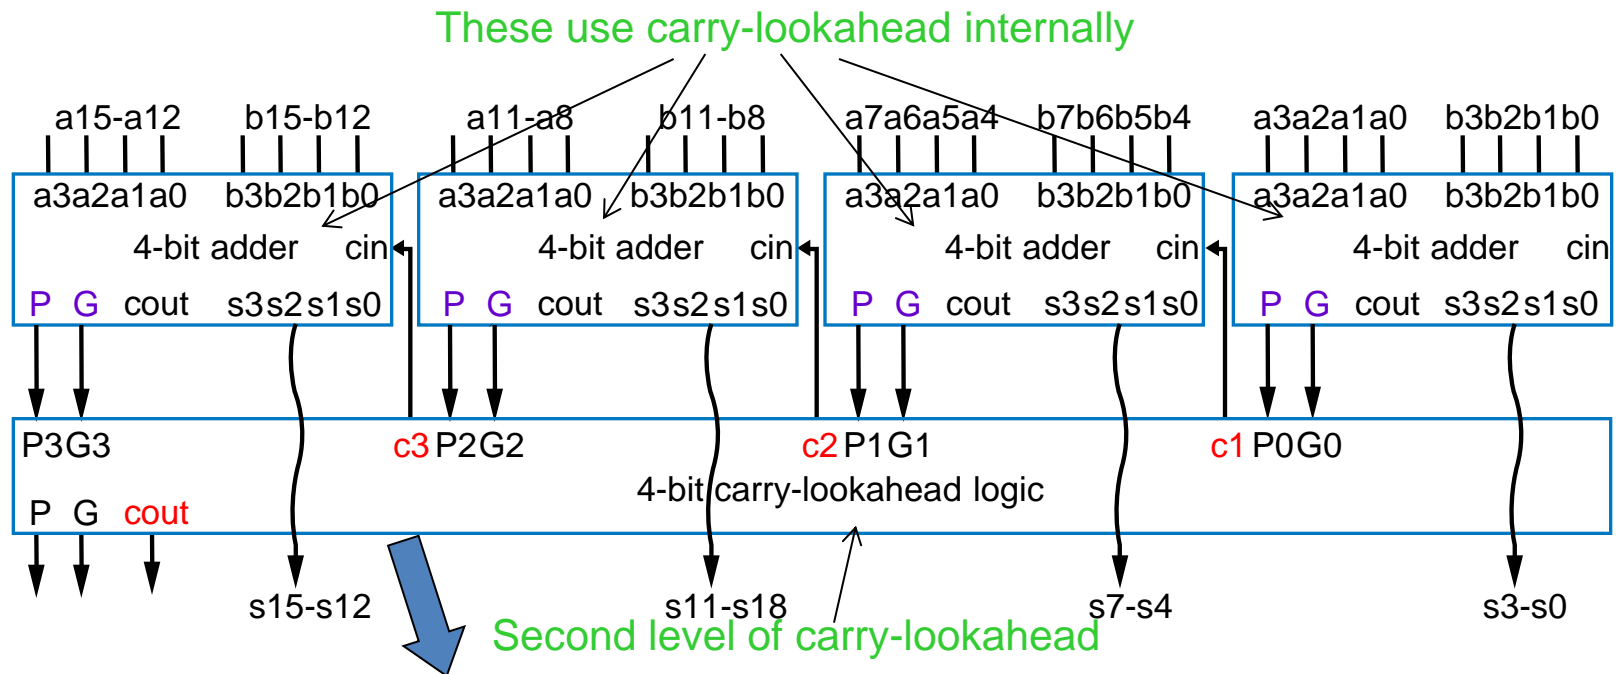 These use carry-lookahead internally
a15-a12 b15-b12 a11-a8 b11-b8 a7a6a5a4 b7b6b5b4 a3a2a1a0 b3b2b1b0
a3a2a1a0 b3b2b1b0 a3a2a1a0 b3b2b1b0 a3a2a1a0 b3b2b1b0 a3a2a1a0 b3b2b1b0
4-bit adder cin 4-bit adder cin 4-bit adder cin 4-bit adder cin
P G cout s3s2s1s0 P G cout s3s2s1s0 P G cout s3s2s1s0 P G cout s3s2s1s0
P3G3 c3 P2G2 c2 P1G1 c1 P0G0
4-bit carry-lookahead logic
P G cout
s15-s12 s11-s18 s7-s4 s3-s0
Second level of carry-lookahead